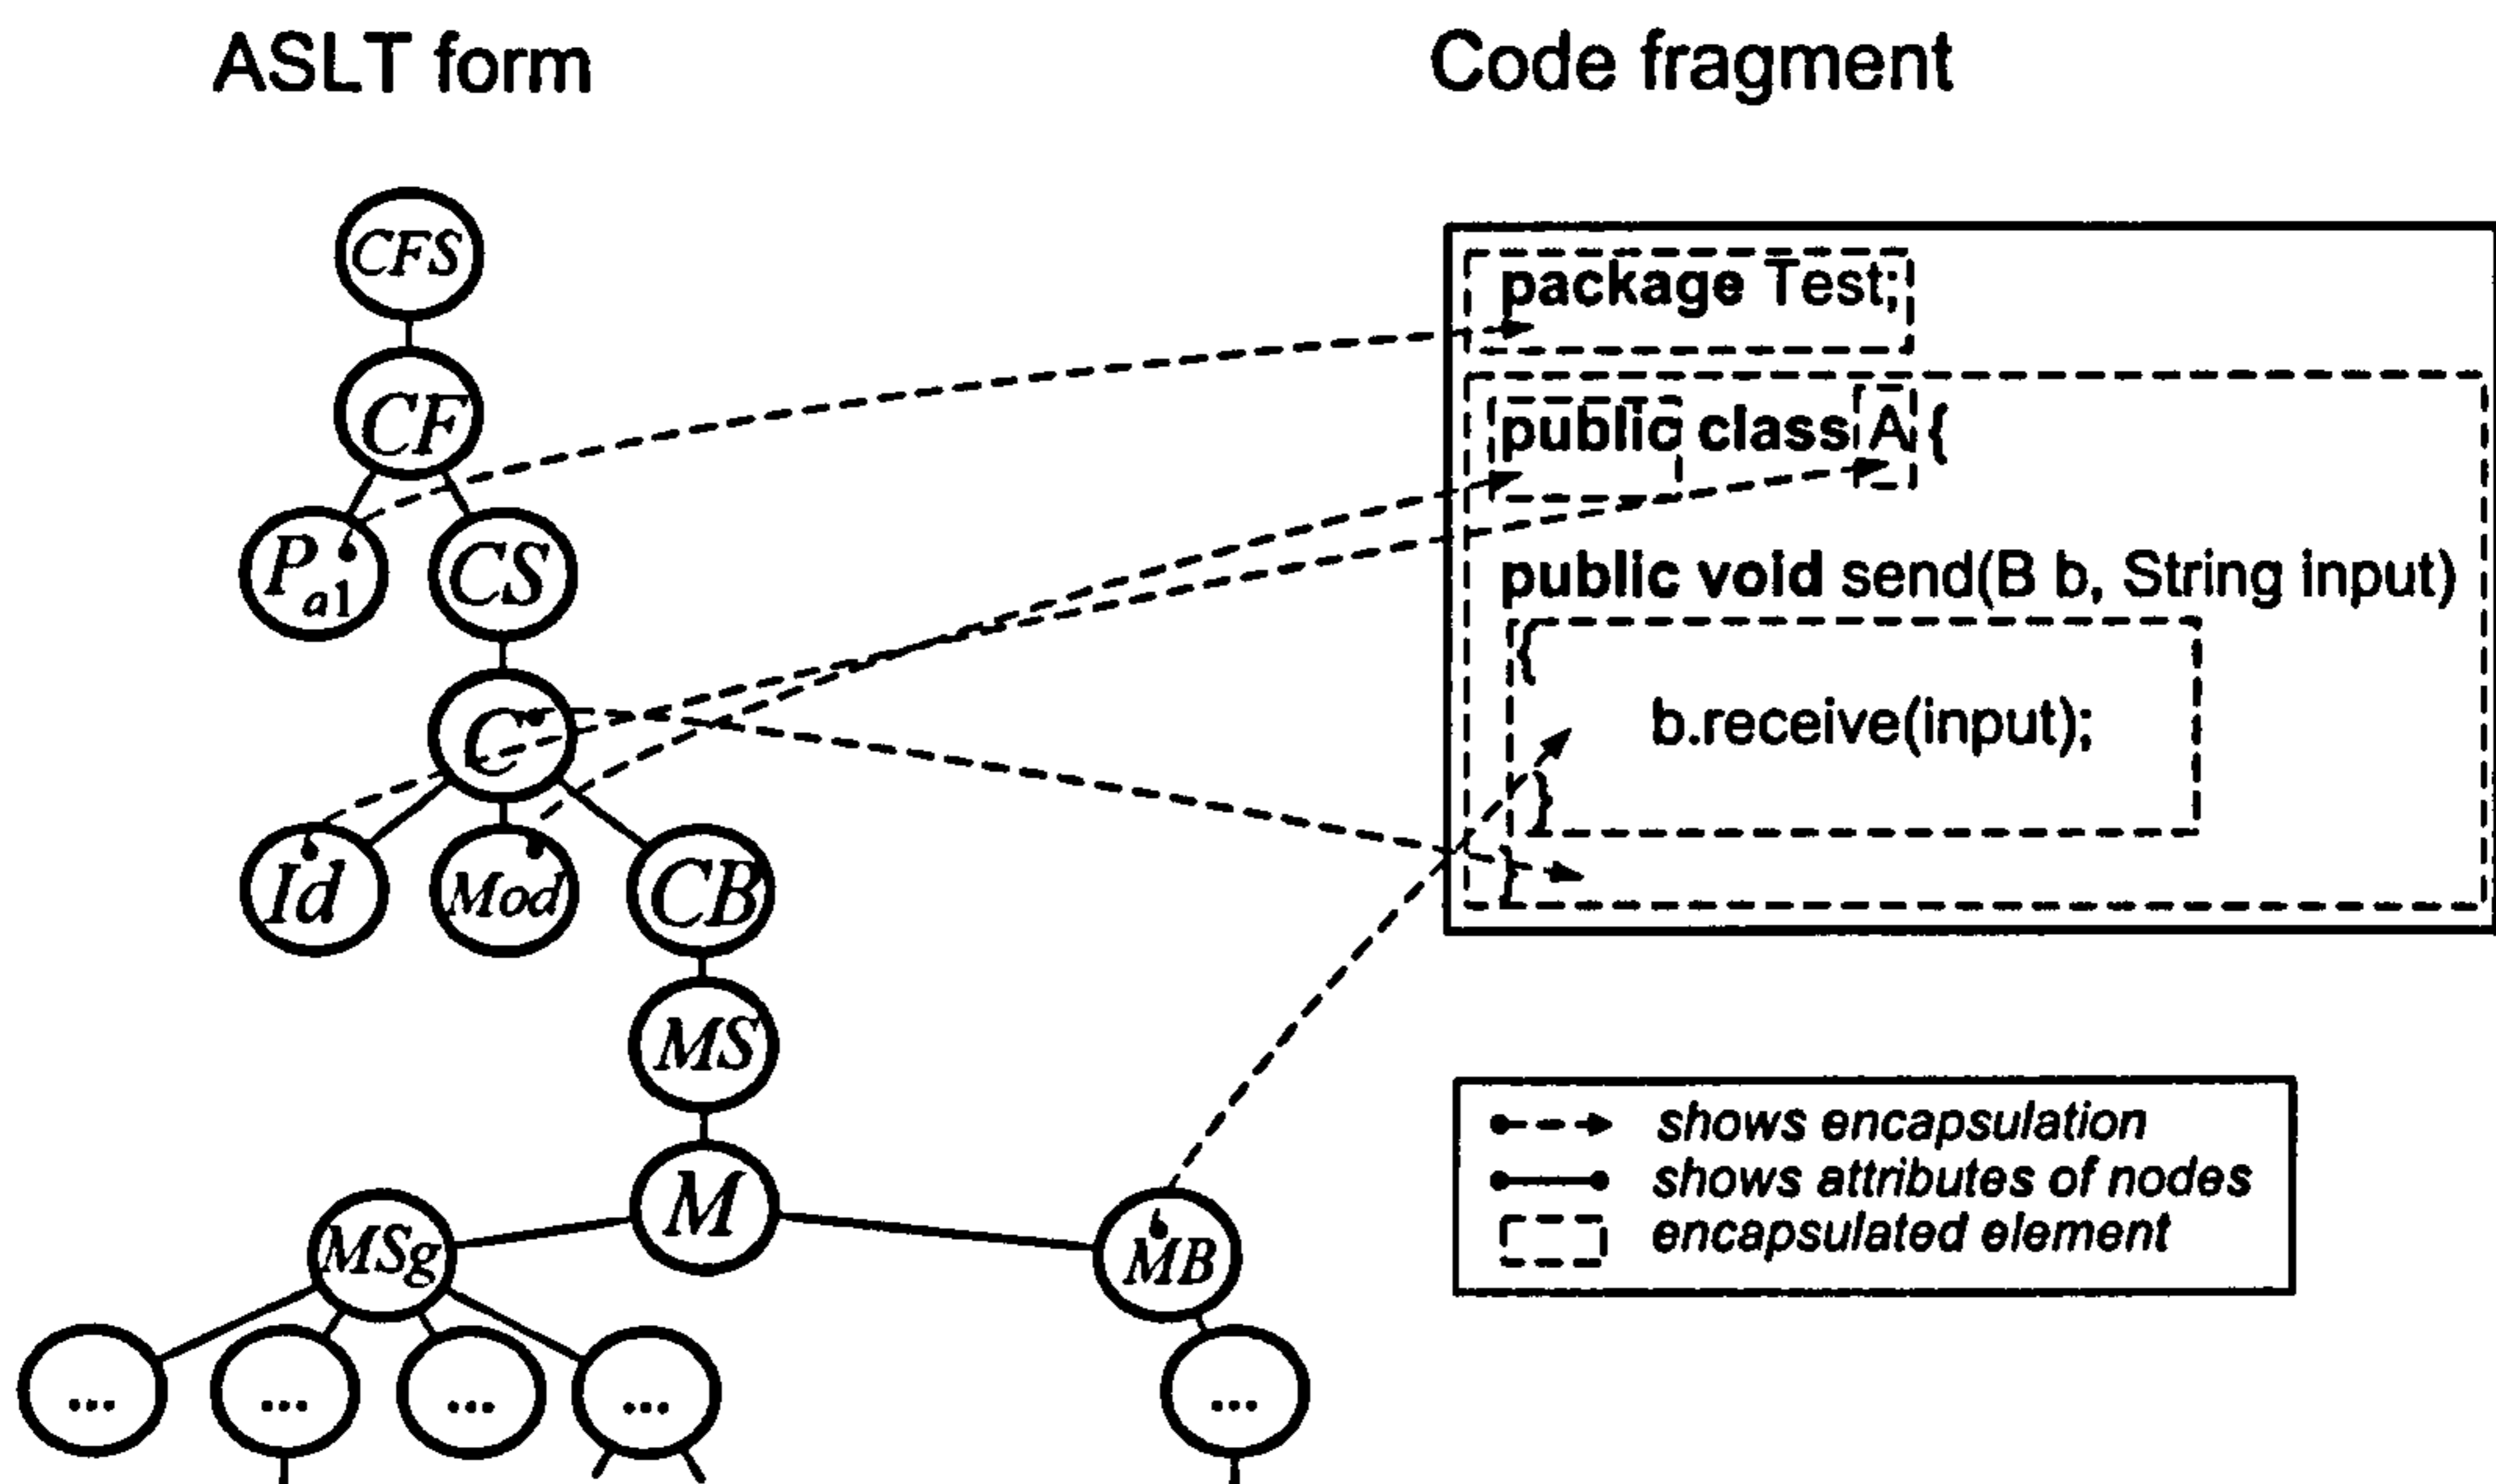 ASLT form
Code fragment
CFS
CF
P a1
CS
C
Id
Mod
CB
MS
M
MSg
MB
...
...
...
...
...
package Test;
public class A {
public void send(B b, String input)
{
b.receive(input);
}
}
shows encapsulation
shows attributes of nodes
encapsulated element